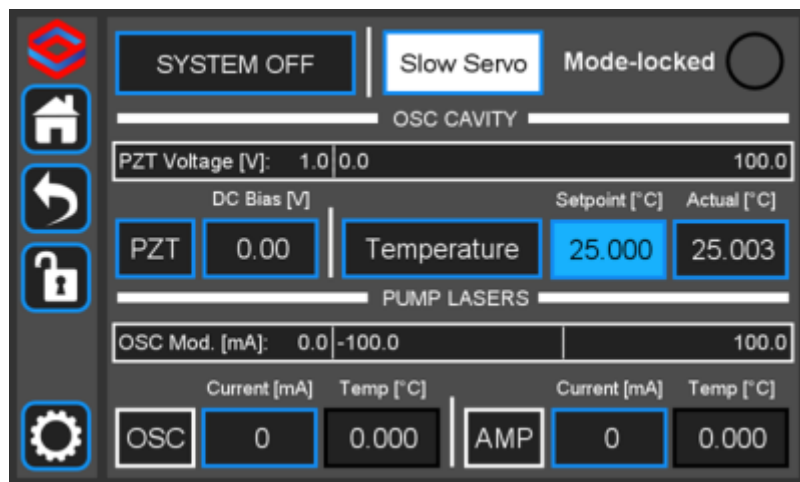 SYSTEM OFF Slow Servo Mode-locked
OSC CAVITY
PZT Voltage [V]: 1.0 0.0 100.0
DC Bias [V] Setpoint [°C] Actual [°C]
PZT 0.00 Temperature 25.000 25.003
PUMP LASERS
OSC Mod. [mA]: 0.0 -100.0 100.0
Current [mA] Temp [°C] Current [mA] Temp [°C]
OSC 0 0.000 AMP 0 0.000